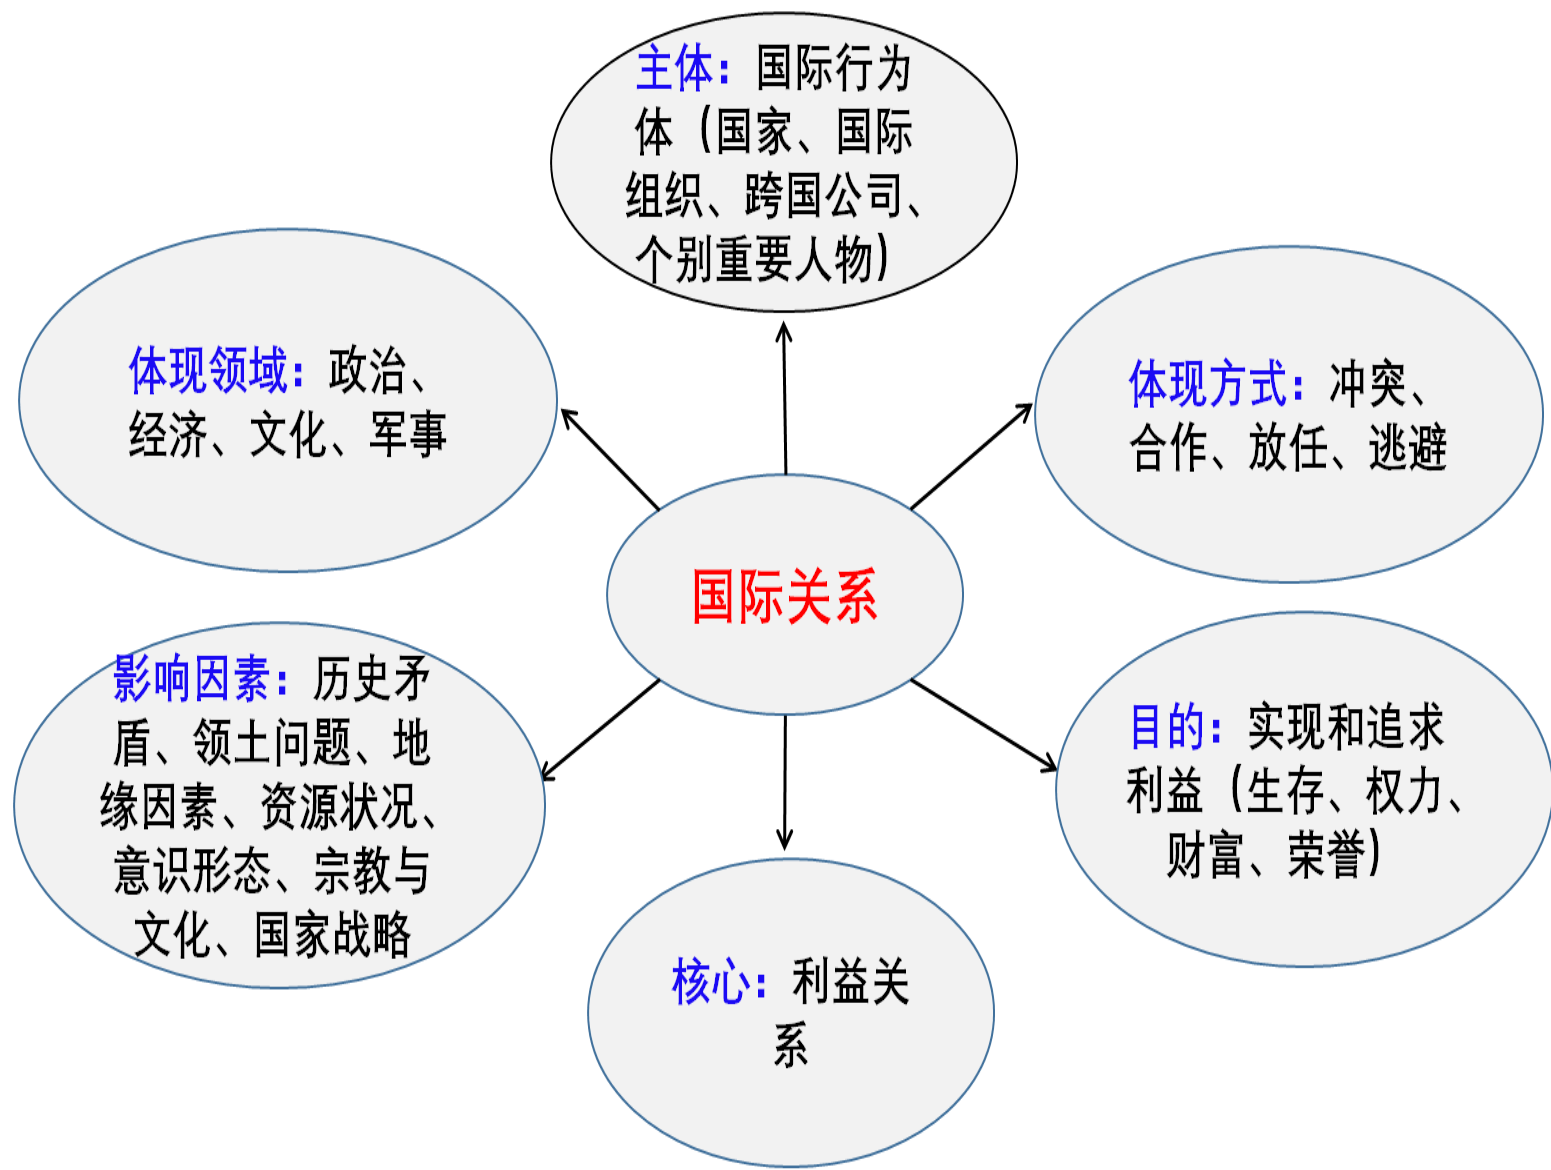 主体：国际行为
体（国家、国际
组织、跨国公司、
个别重要人物）
体现领域：政治、
经济、文化、军事
体现方式：冲突、
合作、放任、逃避
国际关系
影响因素：历史矛
盾、领土问题、地
缘因素、资源状况、
意识形态、宗教与
文化、国家战略
目的：实现和追求
利益（生存、权力、
财富、荣誉）
核心：利益关
系